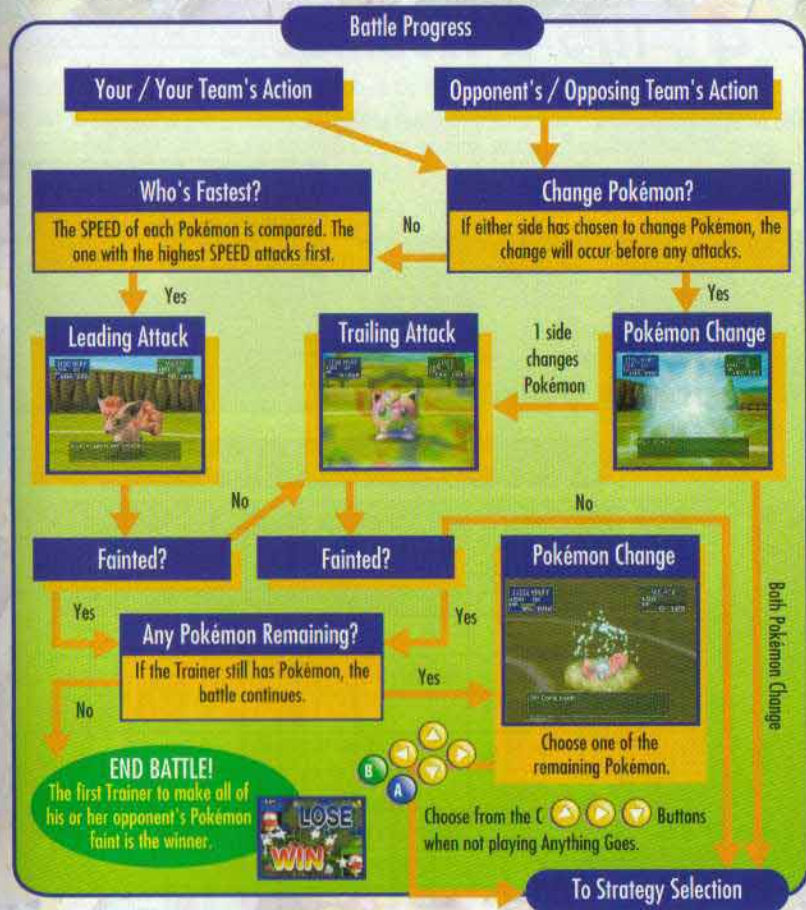 Battle Progress
Your / Your Team's Action
Opponent's / Opposing Team's Action
Who's Fastest?
The SPEED of each Pokémon is compared. The
one with the highest SPEED attacks first.
No
Change Pokémon?
If either side has chosen to change Pokémon, the
change will occur before any attacks.
Yes
Yes
Leading Attack
Trailing Attack
1 side
changes
Pokémon
Pokémon Change
No
No
Fainted?
Fainted?
Pokémon Change
Both Pokémon Change
Yes
Yes
Any Pokémon Remaining?
If the Trainer still has Pokémon, the
battle continues.
Yes
No
Choose one of the
remaining Pokémon.
B
A
END BATTLE!
The first Trainer to make all of
his or her opponent's Pokémon
faint is the winner.
LOSE
WIN
Choose from the C Buttons
when not playing Anything Goes.
To Strategy Selection